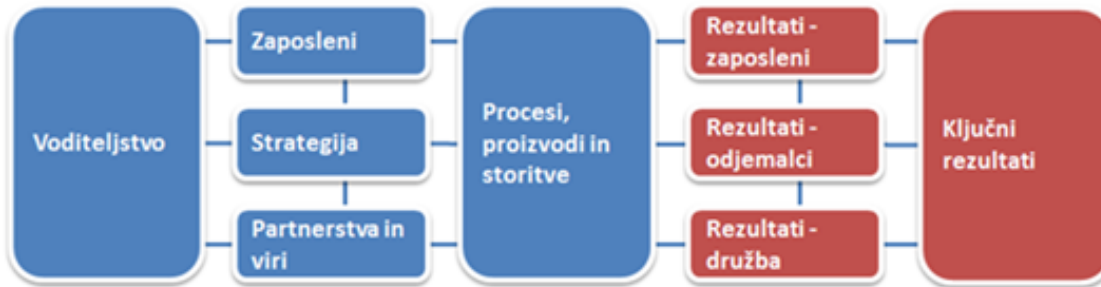 Voditeljstvo
Zaposleni
Strategija
Partnerstva in
viri
Procesi,
proizvodi in
storitve
Rezultati -
zaposleni
Rezultati -
odjemalci
Rezultati -
družba
Ključni
rezultati